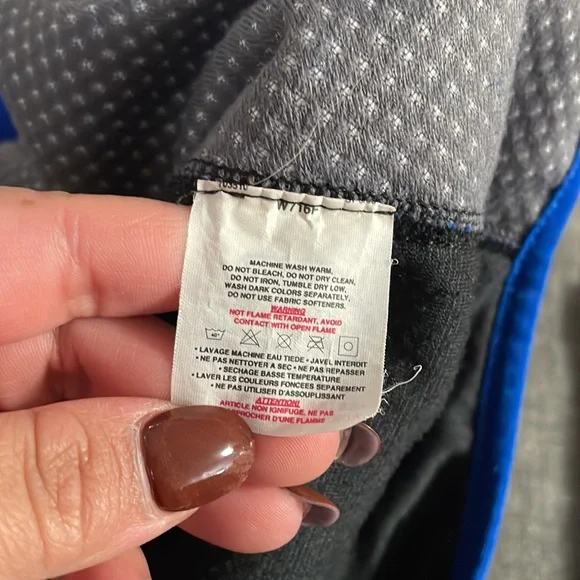 W716F
MACHINE WASH WARM,
DO NOT BLEACH, DO NOT DRY CLEAN,
DO NOT IRON, TUMBLE DRY LOW,
WASH DARK COLORS SEPARATELY,
DO NOT USE FABRIC SOFTENERS.
WARNING
NOT FLAME RETARDANT, AVOID
CONTACT WITH OPEN FLAME
40°
• LAVAGE MACHINE EAU TIEDE • JAVEL INTERDIT
• NE PAS NETTOYER A SEC • NE PAS REPASSER
• SECHAGE BASSE TEMPERATURE
• LAVER LES COULEURS FONCEES SEPAREMENT
• NE PAS UTILISER D'ASSOUPLISSANT
ATTENTION!
ARTICLE NON IGNIFUGE, NE PAS
APPROCHER D'UNE FLAMME